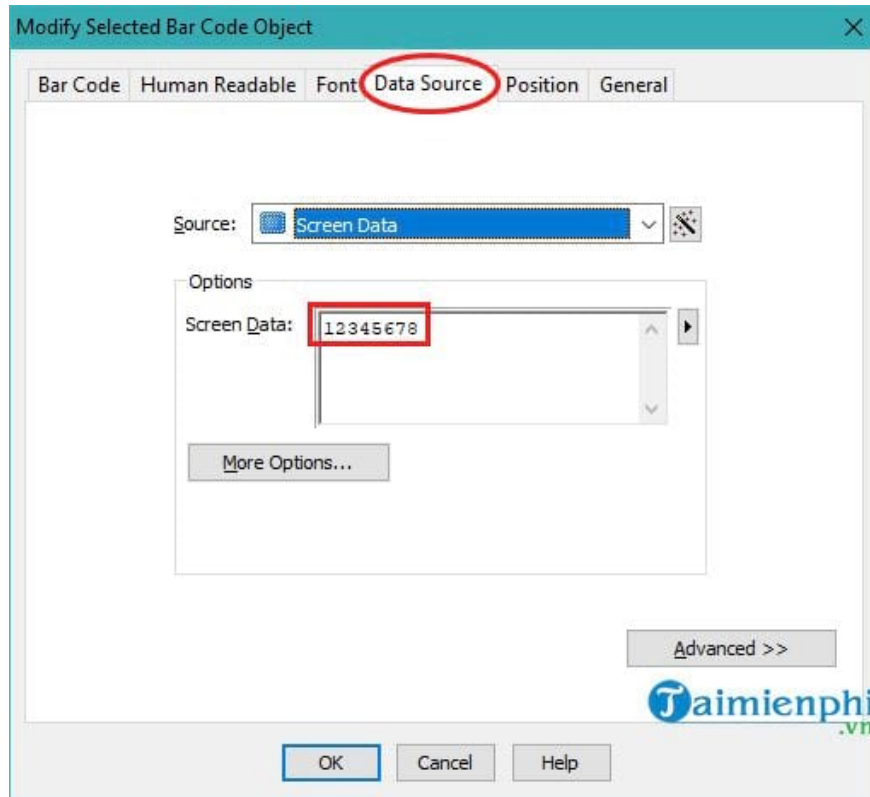 Modify Selected Bar Code Object
Bar Code Human Readable Font Data Source Position General
Source: Screen Data
Options
Screen Data: 12345678
More Options...
Advanced >>
Taimienphi
.vn
OK Cancel Help